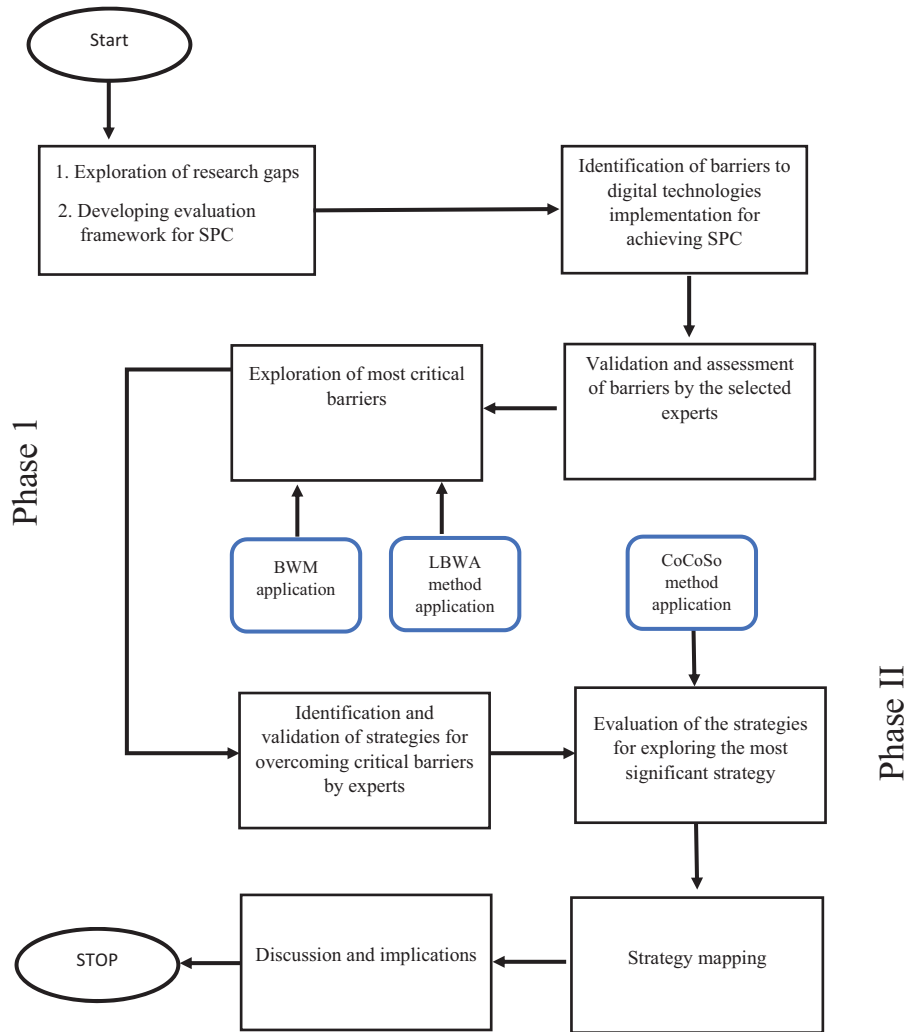 Start
1. Exploration of research gaps
2. Developing evaluation
framework for SPC
Identification of barriers to
digital technologies
implementation for
achieving SPC
Validation and assessment
of barriers by the selected
experts
Exploration of most critical
barriers
Phase 1
BWM
application
LBWA
method
application
CoCoSo
method
application
Identification and
validation of strategies for
overcoming critical barriers
by experts
Evaluation of the strategies
for exploring the most
significant strategy
Phase II
Strategy mapping
Discussion and implications
STOP